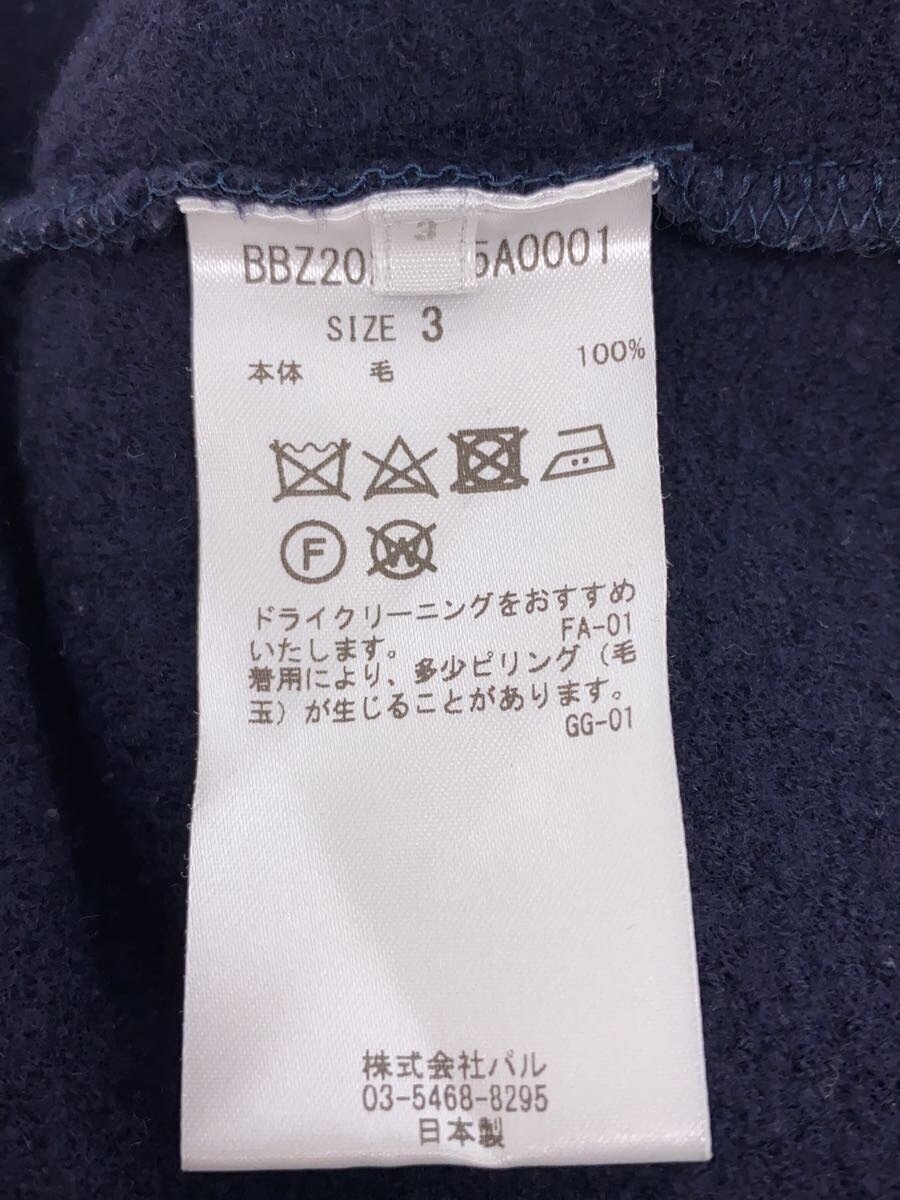 3
BBZ20 5A0001
SIZE 3
本体 毛 100%
F W
ドライクリーニングをおすすめ
いたします。 FA-01
着用により、多少ピリング（毛
玉）が生じることがあります。
GG-01
株式会社パル
03-5468-8295
日本製